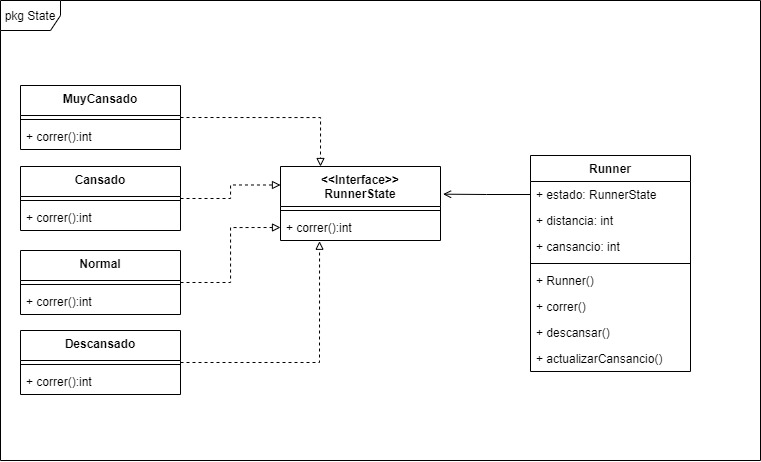 pkg State
MuyCansado
+ correr():int
Cansado
+ correr():int
Normal
+ correr():int
Descansado
+ correr():int
<<Interface>>
RunnerState
+ correr():int
Runner
+ estado: RunnerState
+ distancia: int
+ cansancio: int
+ Runner()
+ correr()
+ descansar()
+ actualizarCansancio()